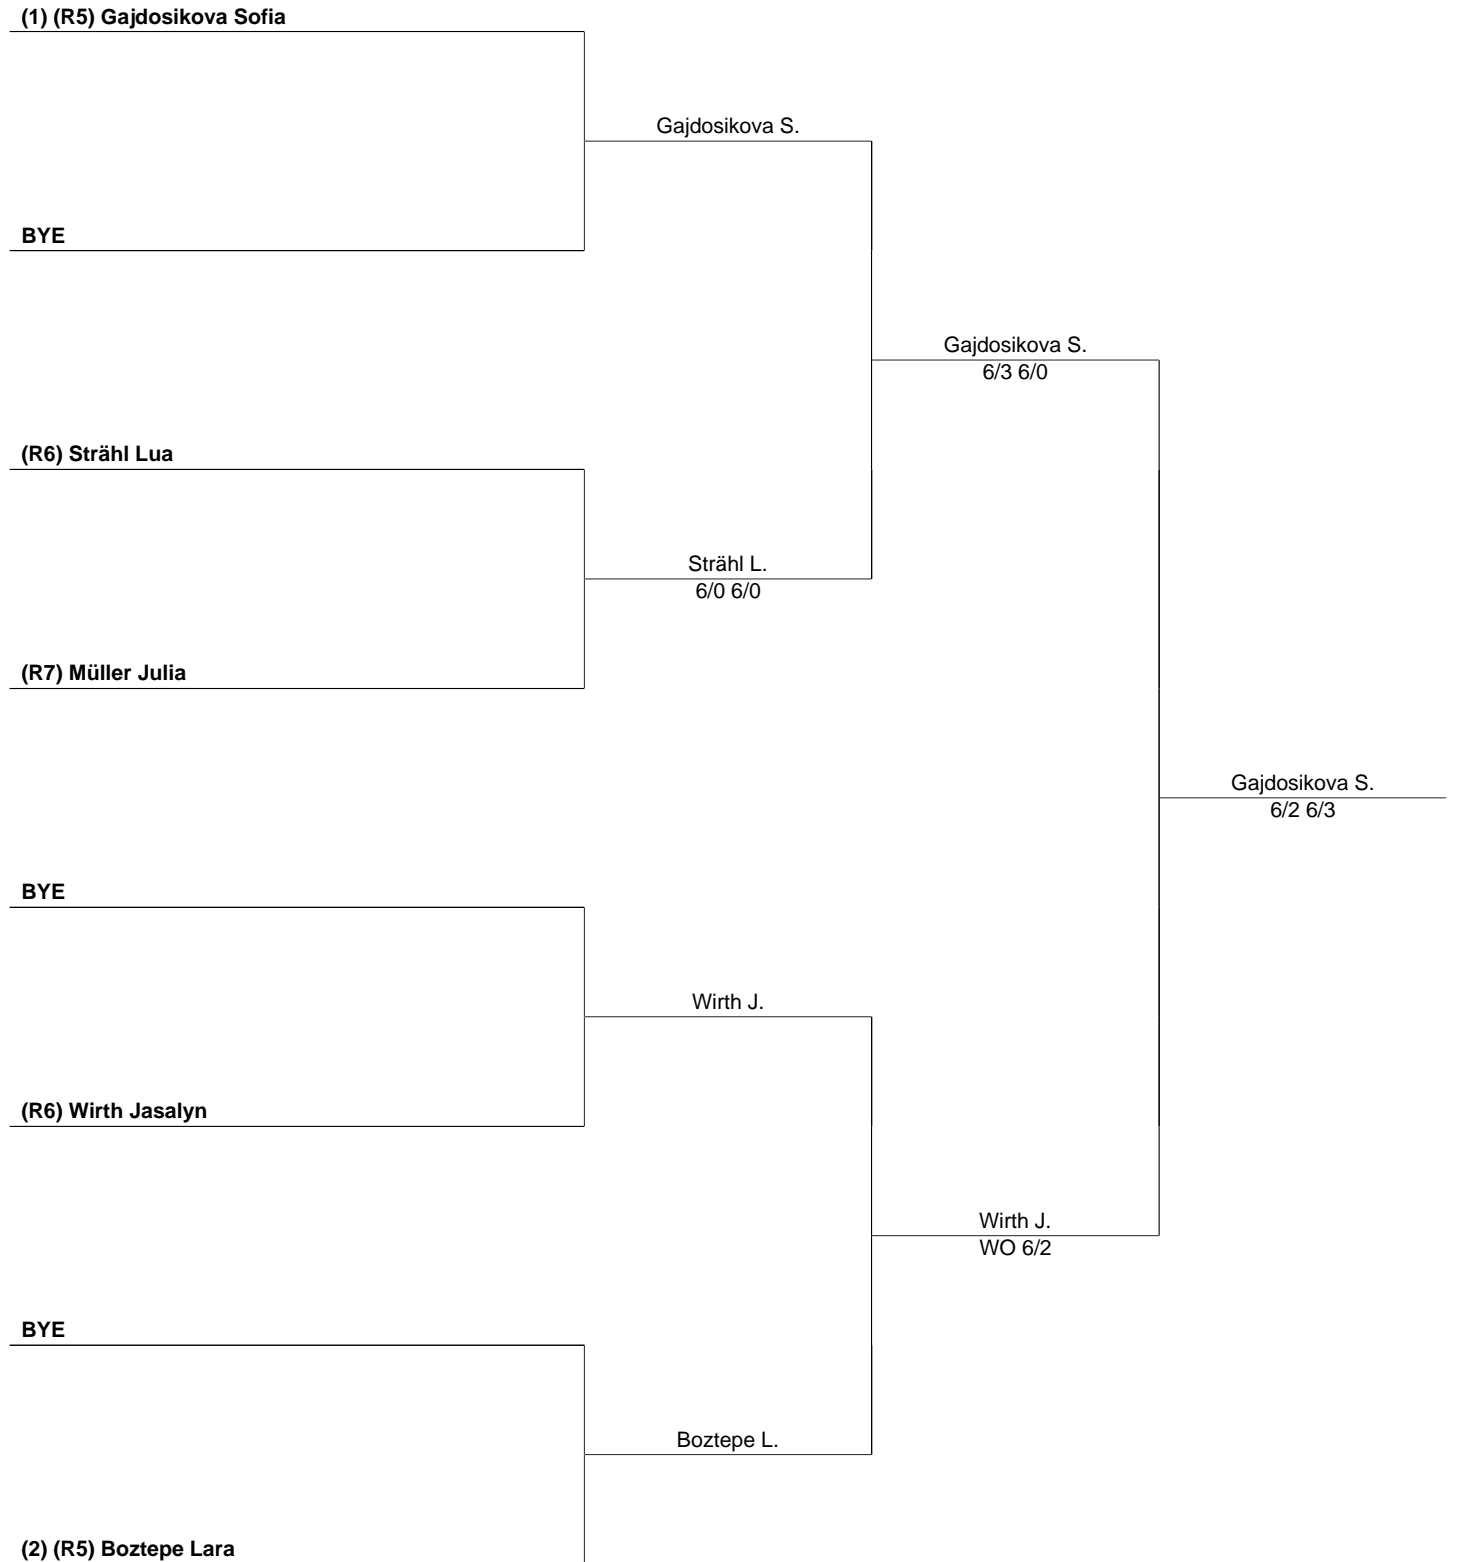 (1) (R5) Gajdosikova Sofia
Gajdosikova S.
BYE
Gajdosikova S.
6/3 6/0
(R6) Strähl Lua
Strähl L.
6/0 6/0
(R7) Müller Julia
Gajdosikova S.
6/2 6/3
BYE
Wirth J.
(R6) Wirth Jasalyn
Wirth J.
WO 6/2
BYE
Boztepe L.
(2) (R5) Boztepe Lara